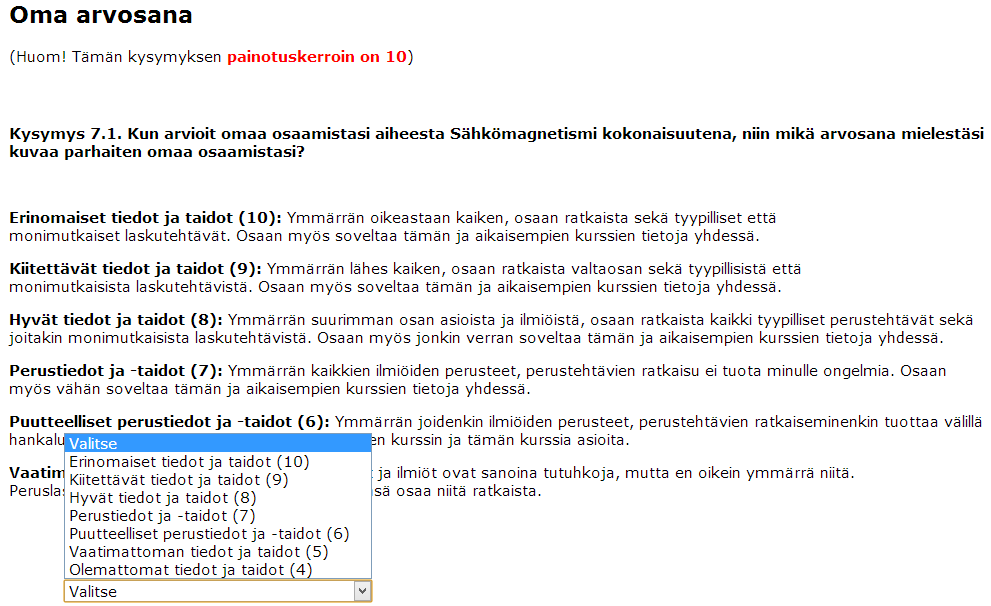 Oma arvosana
(Huom! Tämän kysymyksen painotuskerroin on 10)
Kysymys 7.1. Kun arvioit omaa osaamistasi aiheesta Sähkömagnetismi kokonaisuutena, niin mikä arvosana mielestäsi
kuvaa parhaiten omaa osaamistasi?
Erinomaiset tiedot ja taidot (10): Ymmärrän oikeastaan kaiken, osaan ratkaista sekä tyypilliset että
monimutkaiset laskutehtävät. Osaan myös soveltaa tämän ja aikaisempien kurssien tietoja yhdessä.
Kiitettävät tiedot ja taidot (9): Ymmärrän lähes kaiken, osaan ratkaista valtaosan sekä tyypillisistä että
monimutkaisista laskutehtävistä. Osaan myös soveltaa tämän ja aikaisempien kurssien tietoja yhdessä.
Hyvät tiedot ja taidot (8): Ymmärrän suurimman osan asioista ja ilmiöistä, osaan ratkaista kaikki tyypilliset perustehtävät sekä
joitakin monimutkaisista laskutehtävistä. Osaan myös jonkin verran soveltaa tämän ja aikaisempien kurssien tietoja yhdessä.
Perustiedot ja -taidot (7): Ymmärrän kaikkien ilmiöiden perusteet, perustehtävien ratkaisu ei tuota minulle ongelmia. Osaan
myös vähän soveltaa tämän ja aikaisempien kurssien tietoja yhdessä.
Puutteelliset perustiedot ja -taidot (6): Ymmärrän joidenkin ilmiöiden perusteet, perustehtävien ratkaiseminenkin tuottaa välillä
kurssin ja tämän kurssia asioita.
ja ilmiöt ovat sanoina tutuhkoja, mutta en oikein ymmärrä niitä.
osaa niitä ratkaista.
Valitse
Erinomaiset tiedot ja taidot (10)
Kiitettävät tiedot ja taidot (9)
Hyvät tiedot ja taidot (8)
Perustiedot ja -taidot (7)
Puutteelliset perustiedot ja -taidot (6)
Vaatimattoman tiedot ja taidot (5)
Olemattomat tiedot ja taidot (4)
Valitse